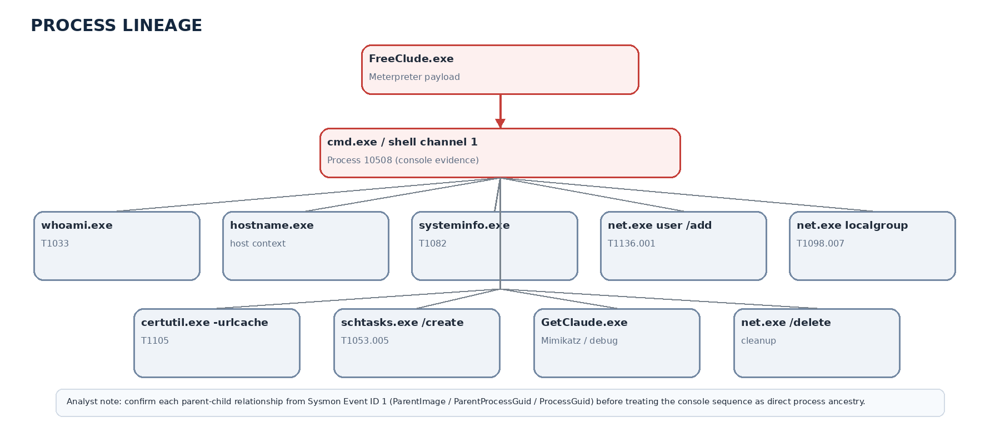 PROCESS LINEAGE
FreeClude.exe
Meterpreter payload
cmd.exe / shell channel 1
Process 10508 (console evidence)
whoami.exe
T1033
hostname.exe
host context
systeminfo.exe
T1082
net.exe user /add
T1136.001
net.exe localgroup
T1098.007
certutil.exe -urlcache
T1105
schtasks.exe /create
T1053.005
GetClaude.exe
Mimikatz / debug
net.exe /delete
cleanup
Analyst note: confirm each parent-child relationship from Sysmon Event ID 1 (ParentImage / ParentProcessGuid / ProcessGuid) before treating the console sequence as direct process ancestry.